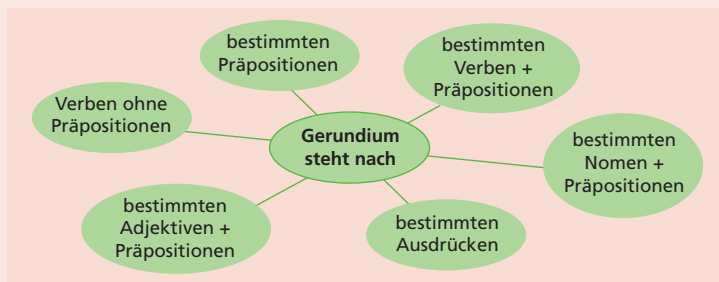 bestimmten
Präpositionen
bestimmten
Verben +
Präpositionen
Verben ohne
Präpositionen
Gerundium
steht nach
bestimmten
Nomen +
Präpositionen
bestimmten
Adjektiven +
Präpositionen
bestimmten
Ausdrücken